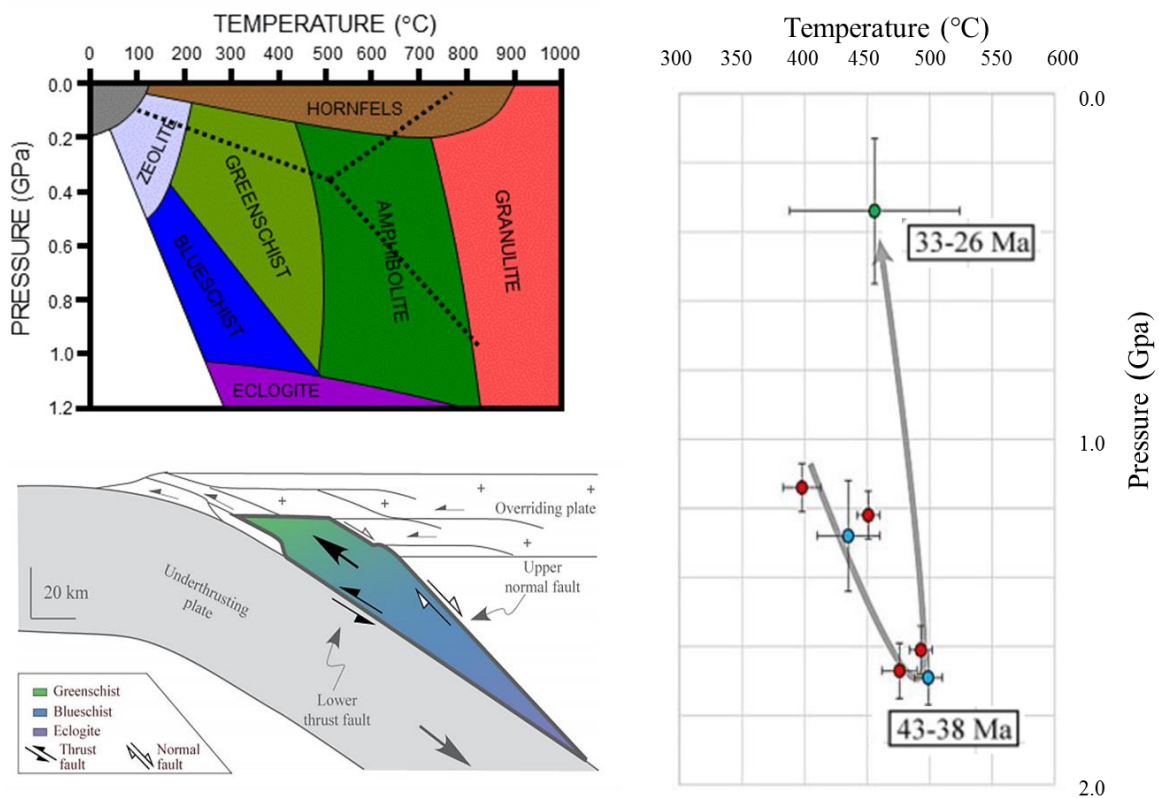 TEMPERATURE (°C)
0 100 200 300 400 500 600 700 800 900 1000
PRESSURE (GPa)
0.0
0.2
0.4
0.6
0.8
1.0
1.2
HORNFELS
ZEOLITE
GREENSCHIST
BLUESCHIST
AMPHIBOLITE
GRANULITE
ECLOGITE
Overriding plate
Upper
normal fault
Underthrusting
plate
20 km
Lower
thrust fault
Greenschist
Blueschist
Eclogite
Thrust
fault
Normal
fault
Temperature (°C)
300 350 400 450 500 550 600
0.0
1.0
2.0
Pressure (Gpa)
33-26 Ma
43-38 Ma